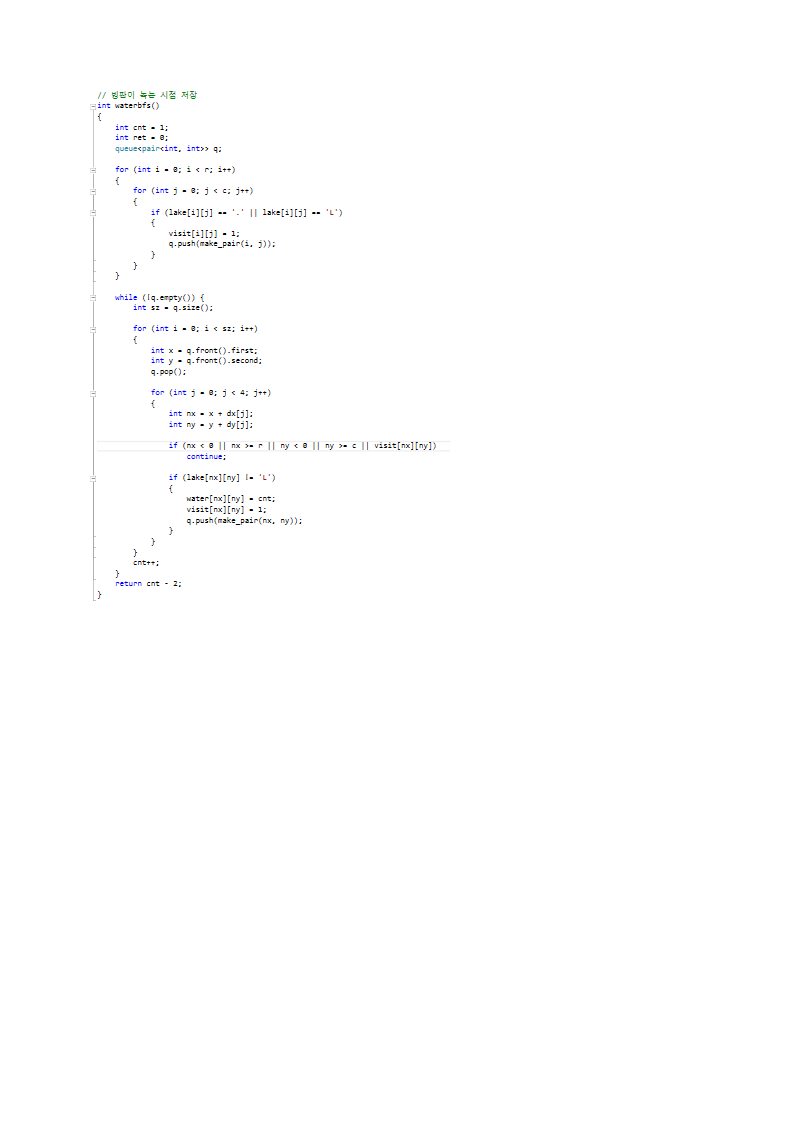 // 빙판이 녹는 시점 저장
int waterbfs()
{
    int cnt = 1;
    int ret = 0;
    queue<pair<int, int>> q;

    for (int i = 0; i < r; i++)
    {
        for (int j = 0; j < c; j++)
        {
            if (lake[i][j] == '.' || lake[i][j] == 'L')
            {
                visit[i][j] = 1;
                q.push(make_pair(i, j));
            }
        }
    }

    while (!q.empty()) {
        int sz = q.size();

        for (int i = 0; i < sz; i++)
        {
            int x = q.front().first;
            int y = q.front().second;
            q.pop();

            for (int j = 0; j < 4; j++)
            {
                int nx = x + dx[j];
                int ny = y + dy[j];

                if (nx < 0 || nx >= r || ny < 0 || ny >= c || visit[nx][ny])
                    continue;

                if (lake[nx][ny] != 'L')
                {
                    water[nx][ny] = cnt;
                    visit[nx][ny] = 1;
                    q.push(make_pair(nx, ny));
                }
            }
        }
        cnt++;
    }
    return cnt - 2;
}